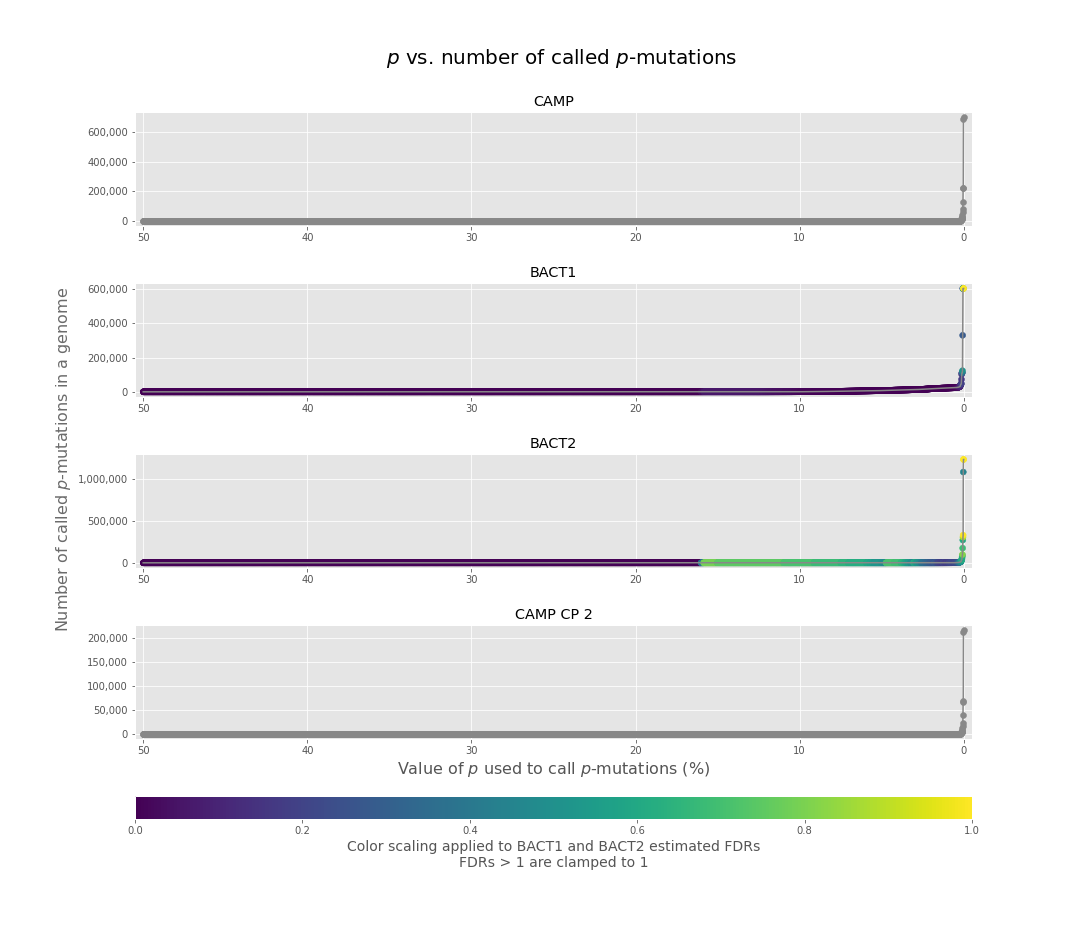 p vs. number of called p-mutations
CAMP
600,000
400,000
200,000
0
50 40 30 20 10 0
BACT1
600,000
400,000
200,000
0
50 40 30 20 10 0
Number of called p-mutations in a genome
BACT2
1,000,000
500,000
0
50 40 30 20 10 0
CAMP CP 2
200,000
150,000
100,000
50,000
0
50 40 30 20 10 0
Value of p used to call p-mutations (%)
0.0 0.2 0.4 0.6 0.8 1.0
Color scaling applied to BACT1 and BACT2 estimated FDRs
FDRs > 1 are clamped to 1